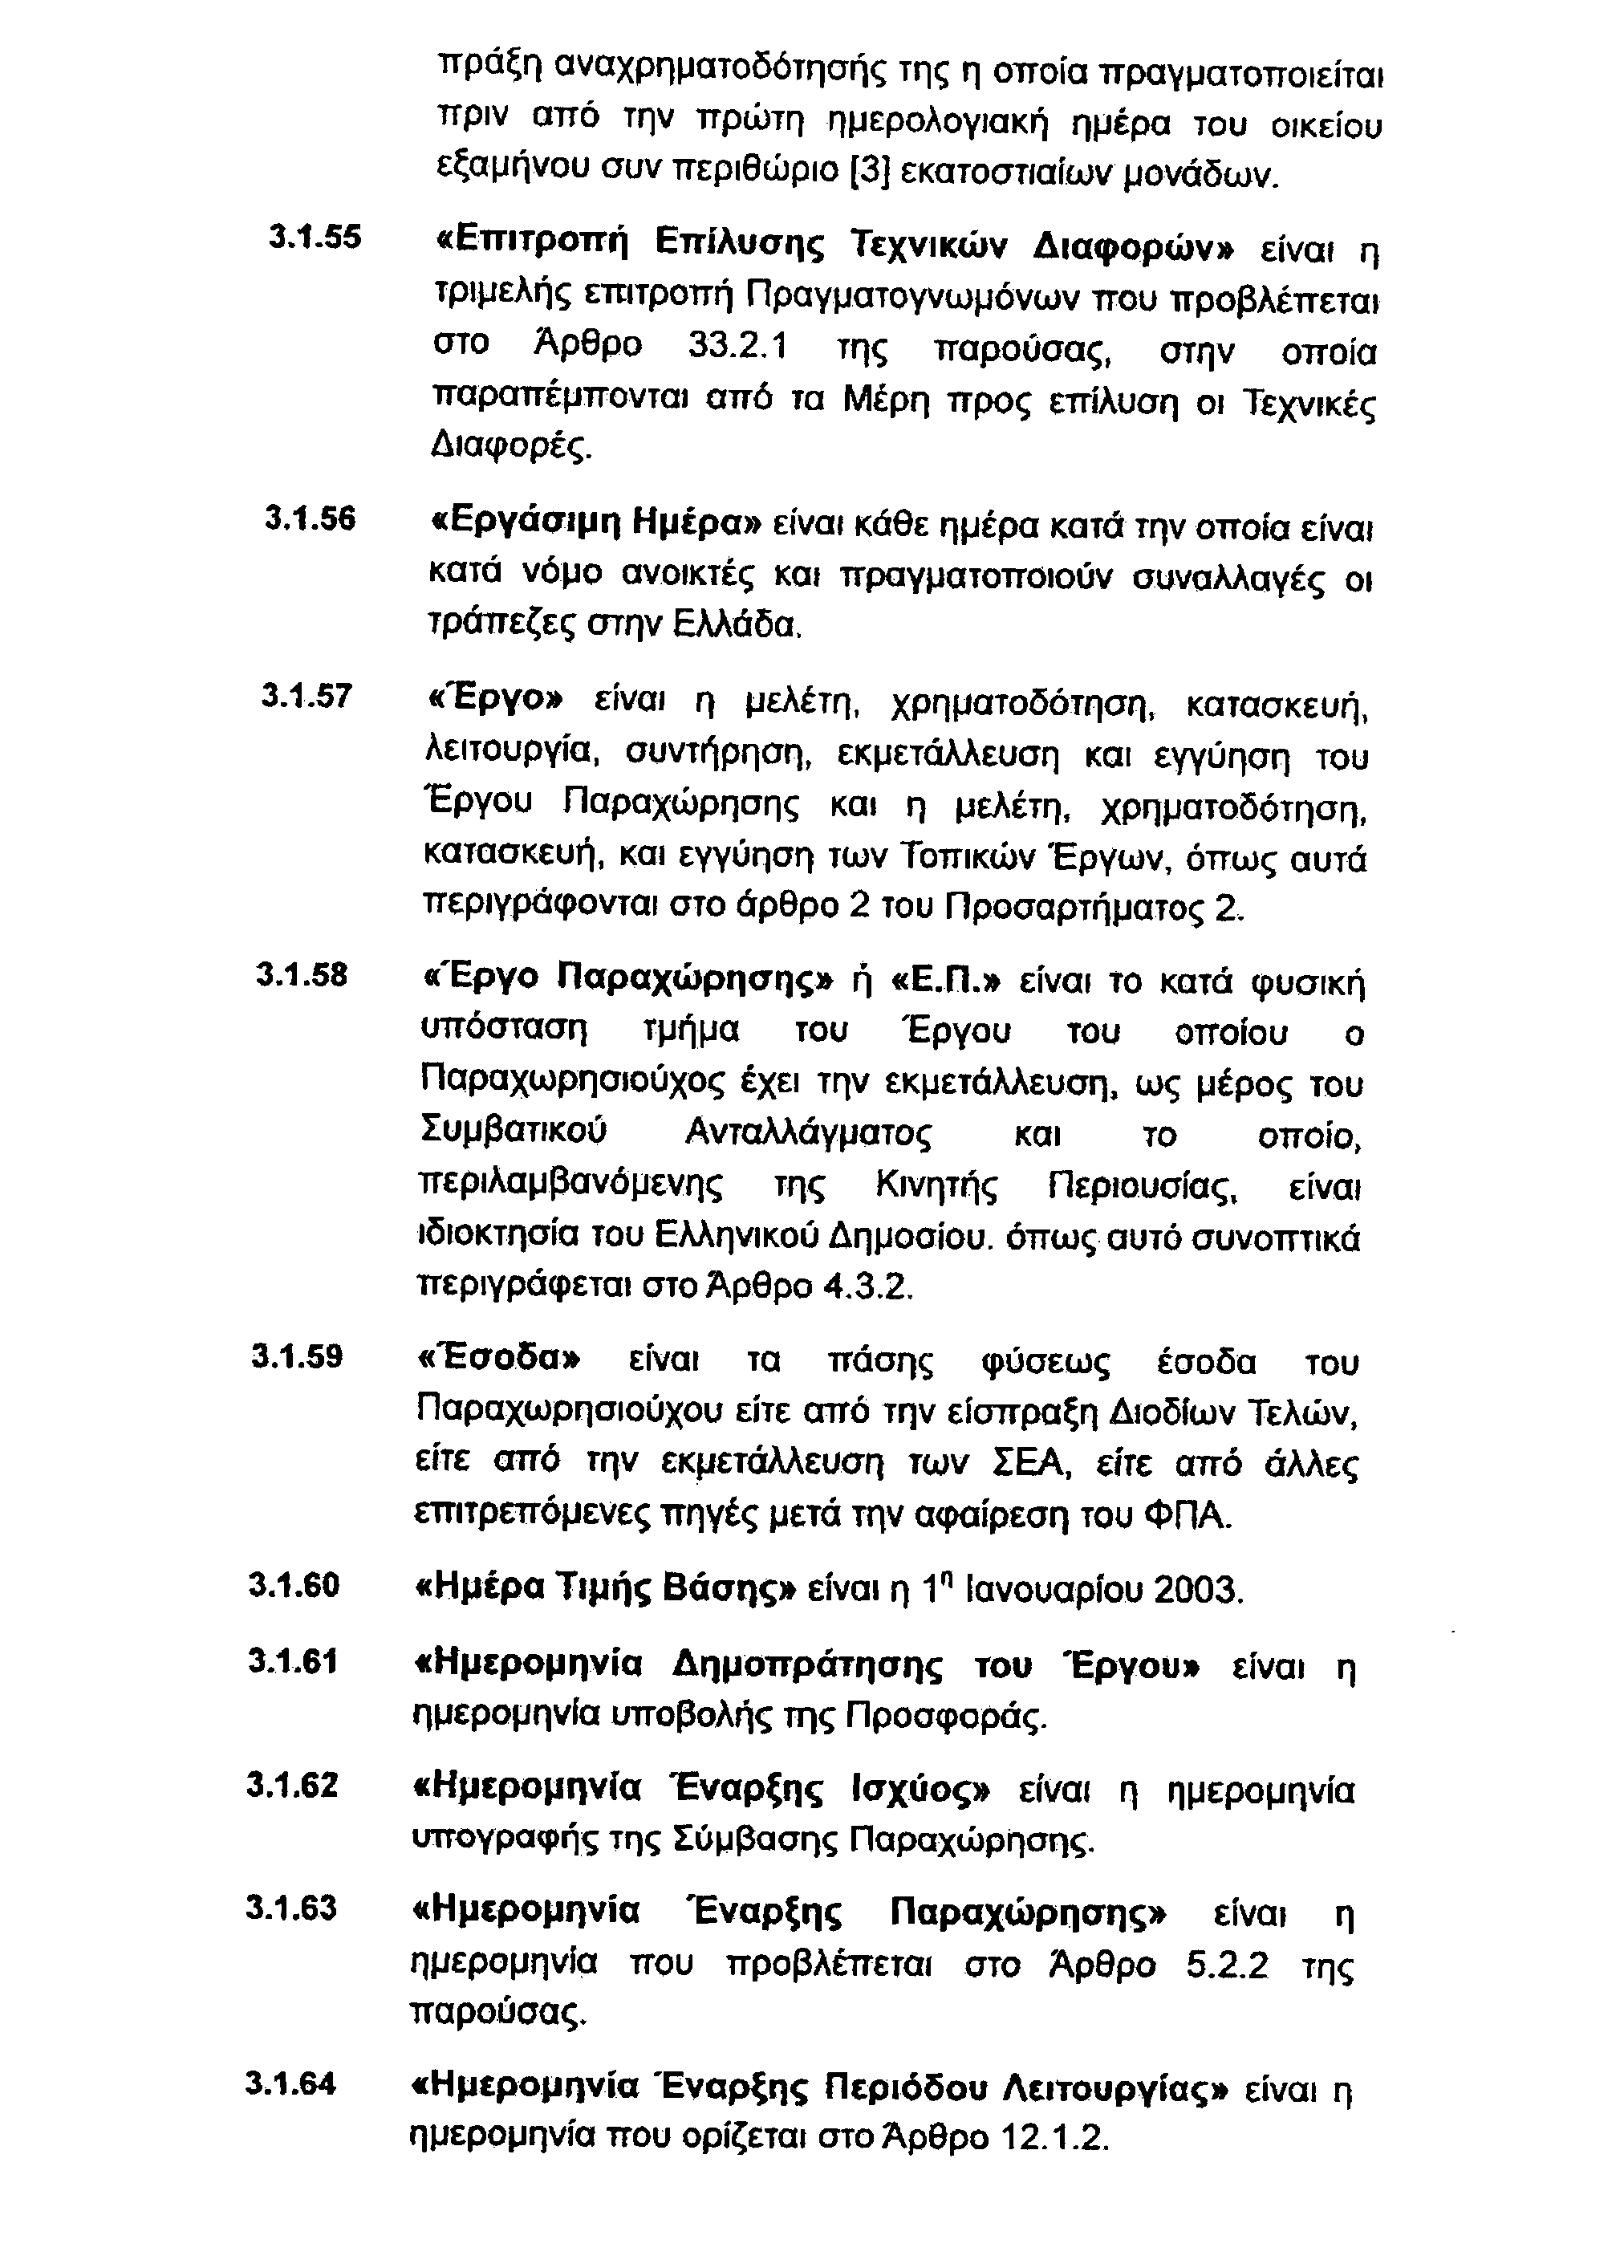 πράξη αναχρηματοδότησής της η οποία πραγματοποιείται
πριν από την πρώτη ημερολογιακή ημέρα του οικείου
εξαμήνου συν περιθώριο [3] εκατοστιαίων μονάδων.
3.1.55 «Επιτροπή Επίλυσης Τεχνικών Διαφορών» είναι η
τριμελής επιτροπή Πραγματογνωμόνων που προβλέπεται
στο Άρθρο 33.2.1 της παρούσας, στην οποία
παραπέμπονται από τα Μέρη προς επίλυση οι Τεχνικές
Διαφορές.
3.1.56 «Εργάσιμη Ημέρα» είναι κάθε ημέρα κατά την οποία είναι
κατά νόμο ανοικτές και πραγματοποιούν συναλλαγές οι
τράπεζες στην Ελλάδα.
3.1.57 «Έργο» είναι η μελέτη, χρηματοδότηση, κατασκευή,
λειτουργία, συντήρηση, εκμετάλλευση και εγγύηση του
Έργου Παραχώρησης και η μελέτη, χρηματοδότηση,
κατασκευή, και εγγύηση των Τοπικών Έργων, όπως αυτά
περιγράφονται στο άρθρο 2 του Προσαρτήματος 2.
3.1.58 «Έργο Παραχώρησης» ή «Ε.Π.» είναι το κατά φυσική
υπόσταση τμήμα του Έργου του οποίου ο
Παραχωρησιούχος έχει την εκμετάλλευση, ως μέρος του
Συμβατικού Ανταλλάγματος και το οποίο,
περιλαμβανόμενης της Κινητής Περιουσίας, είναι
ιδιοκτησία του Ελληνικού Δημοσίου. όπως αυτό συνοπτικά
περιγράφεται στο Άρθρο 4.3.2.
3.1.59 «Έσοδα» είναι τα πάσης φύσεως έσοδα του
Παραχωρησιούχου είτε από την είσπραξη Διοδίων Τελών,
είτε από την εκμετάλλευση των ΣΕΑ, είτε από άλλες
επιτρεπόμενες πηγές μετά την αφαίρεση του ΦΠΑ.
3.1.60 «Ημέρα Τιμής Βάσης» είναι η 1η Ιανουαρίου 2003.
3.1.61 «Ημερομηνία Δημοπράτησης του Έργου» είναι η
ημερομηνία υποβολής της Προσφοράς.
3.1.62 «Ημερομηνία Έναρξης Ισχύος» είναι η ημερομηνία
υπογραφής της Σύμβασης Παραχώρησης.
3.1.63 «Ημερομηνία Έναρξης Παραχώρησης» είναι η
ημερομηνία που προβλέπεται στο Άρθρο 5.2.2 της
παρούσας.
3.1.64 «Ημερομηνία Έναρξης Περιόδου Λειτουργίας» είναι η
ημερομηνία που ορίζεται στο Άρθρο 12.1.2.